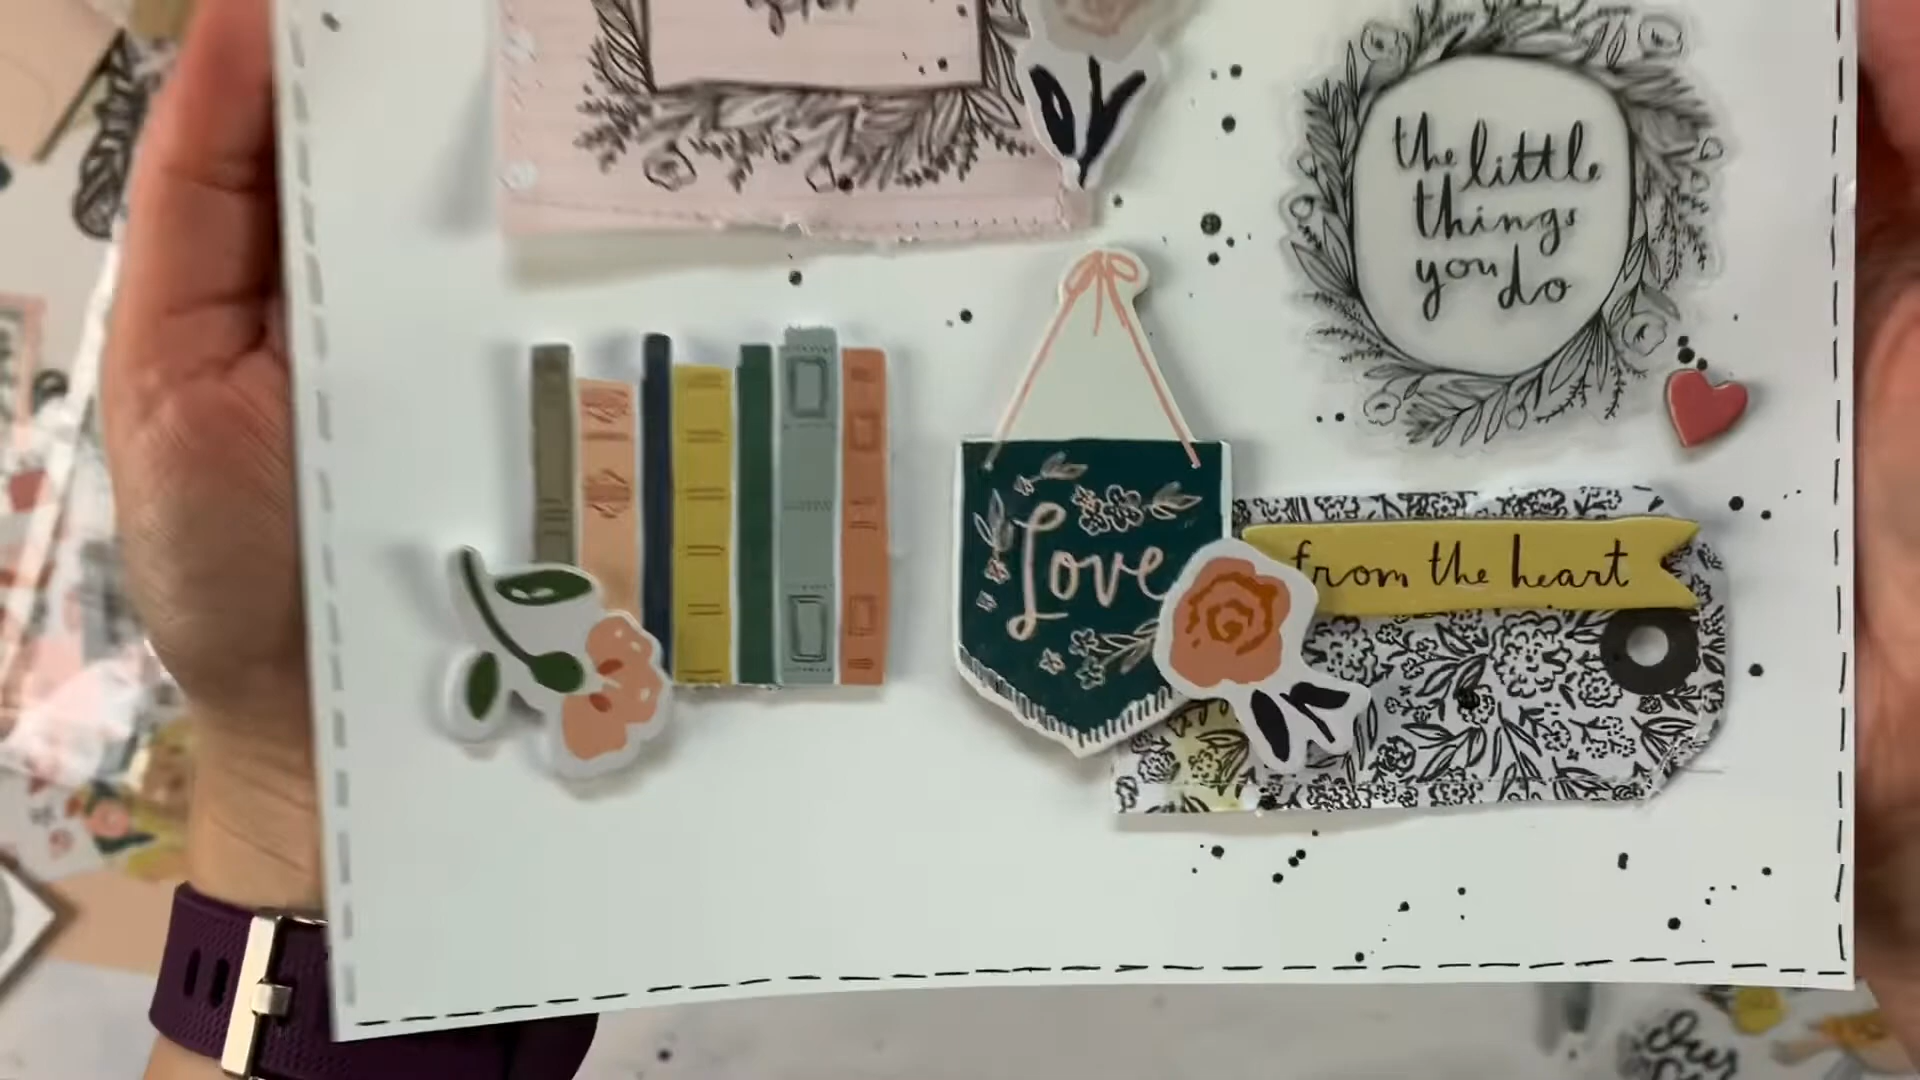 the little
things
you do
Love
from the heart